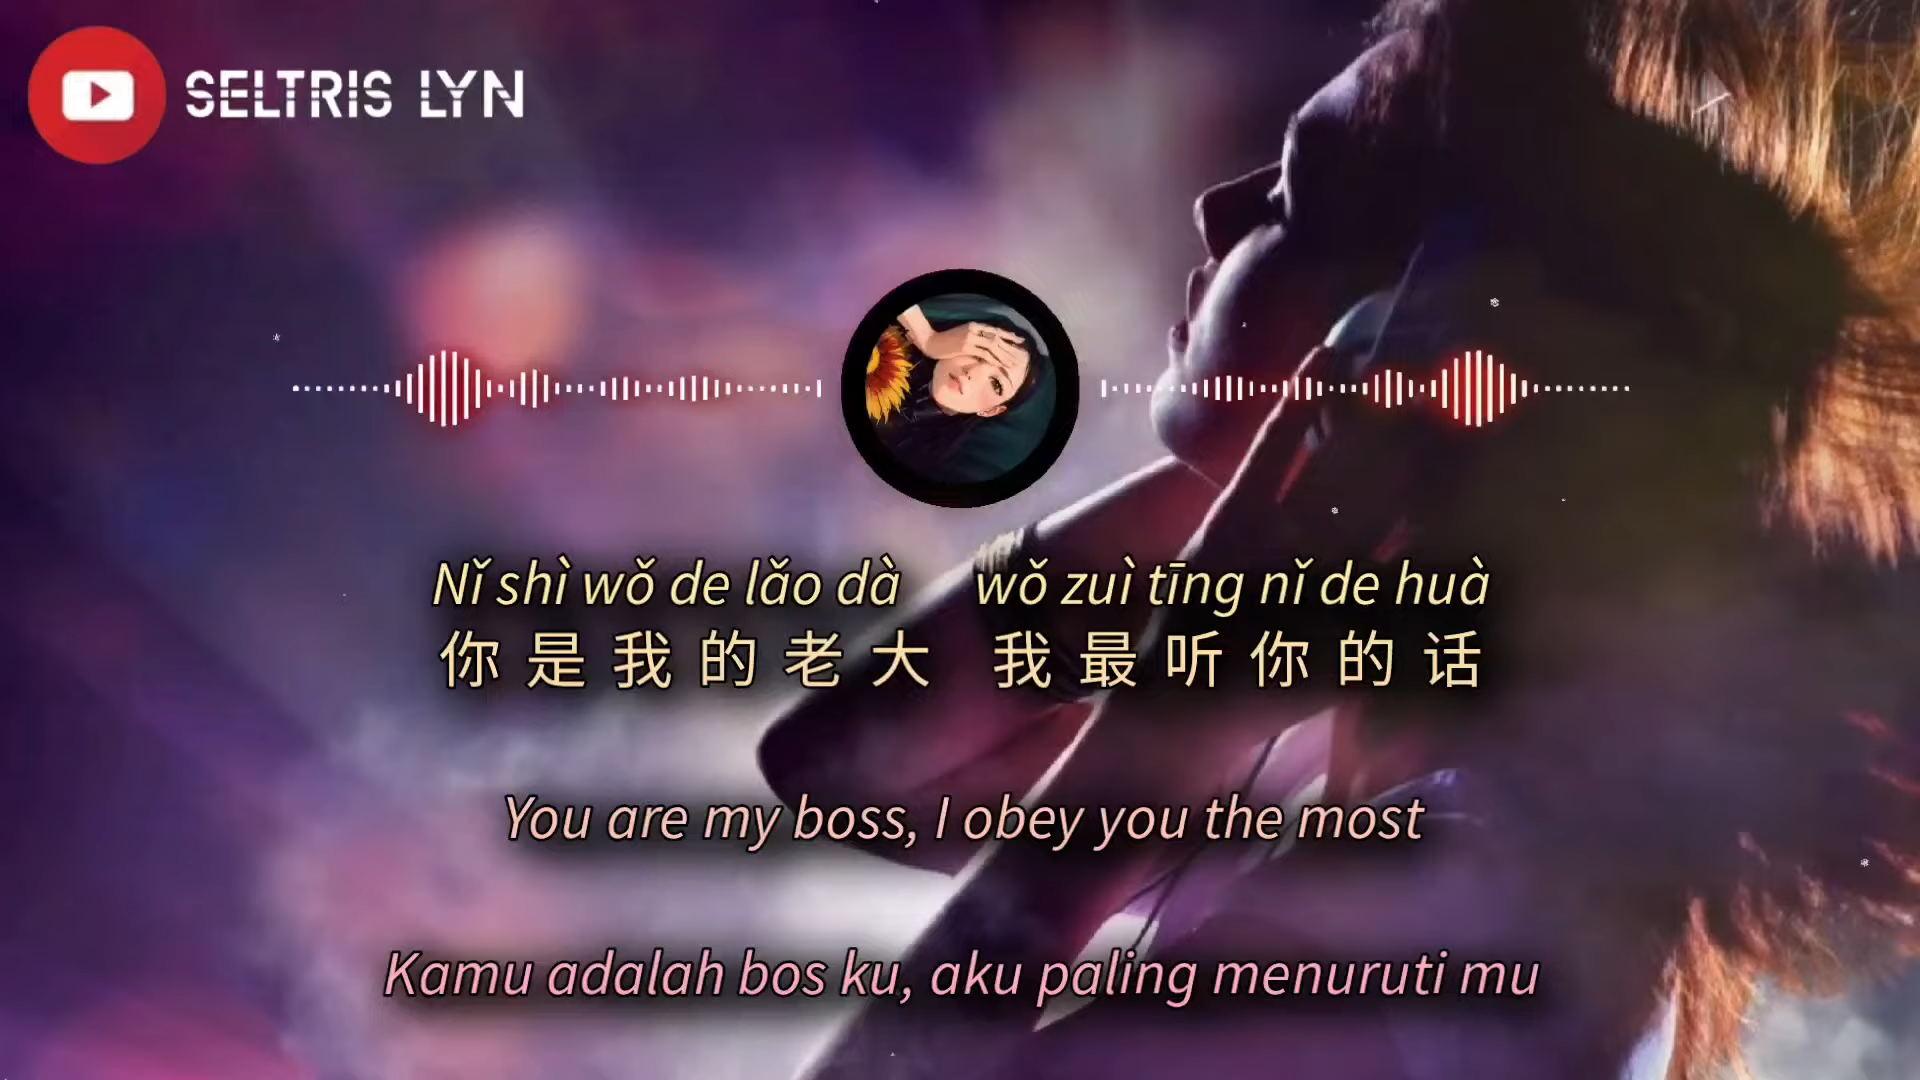 SELTRIS LYN
Nǐ shì wǒ de lǎo dà wǒ zuì tīng nǐ de huà
你是我的老大 我最听你的话
You are my boss, I obey you the most
Kamu adalah bos ku, aku paling menuruti mu